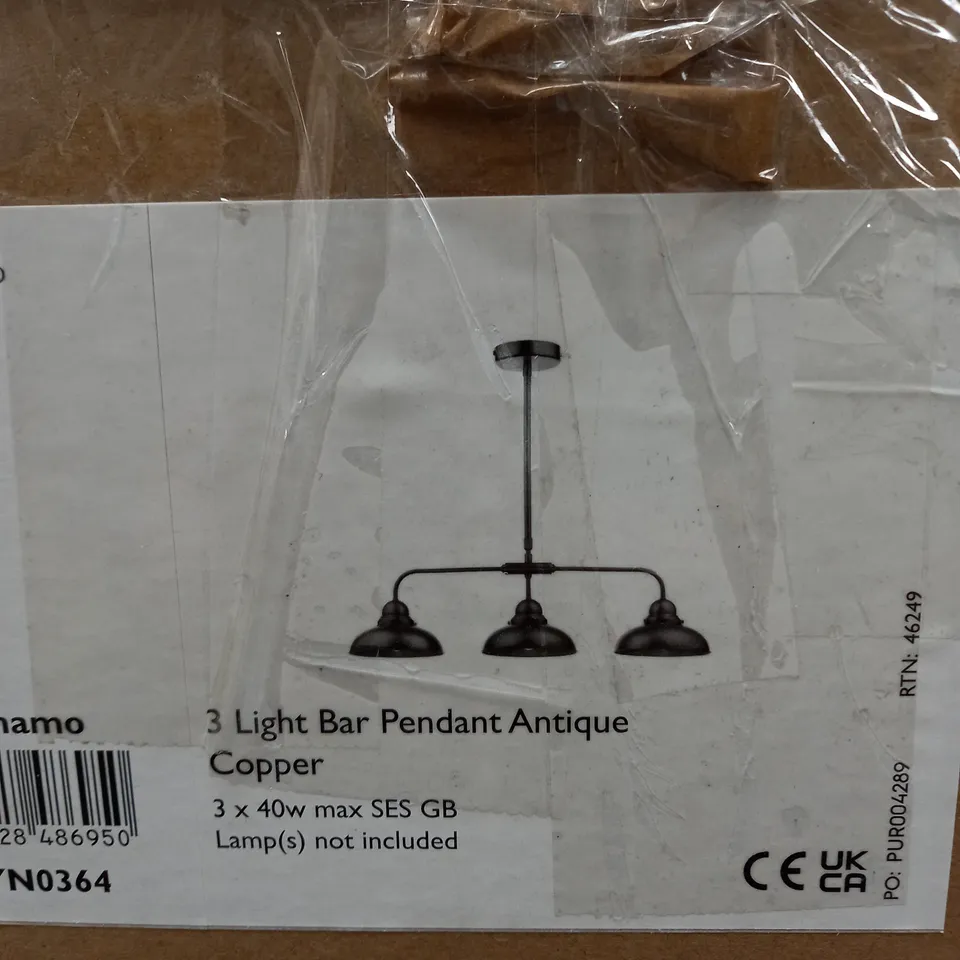 namo
3 Light Bar Pendant Antique
Copper
3 x 40w max SES GB
Lamp(s) not included
28 486950
YN0364
CE UK
CA
PO: PUR004289
RTN: 46249